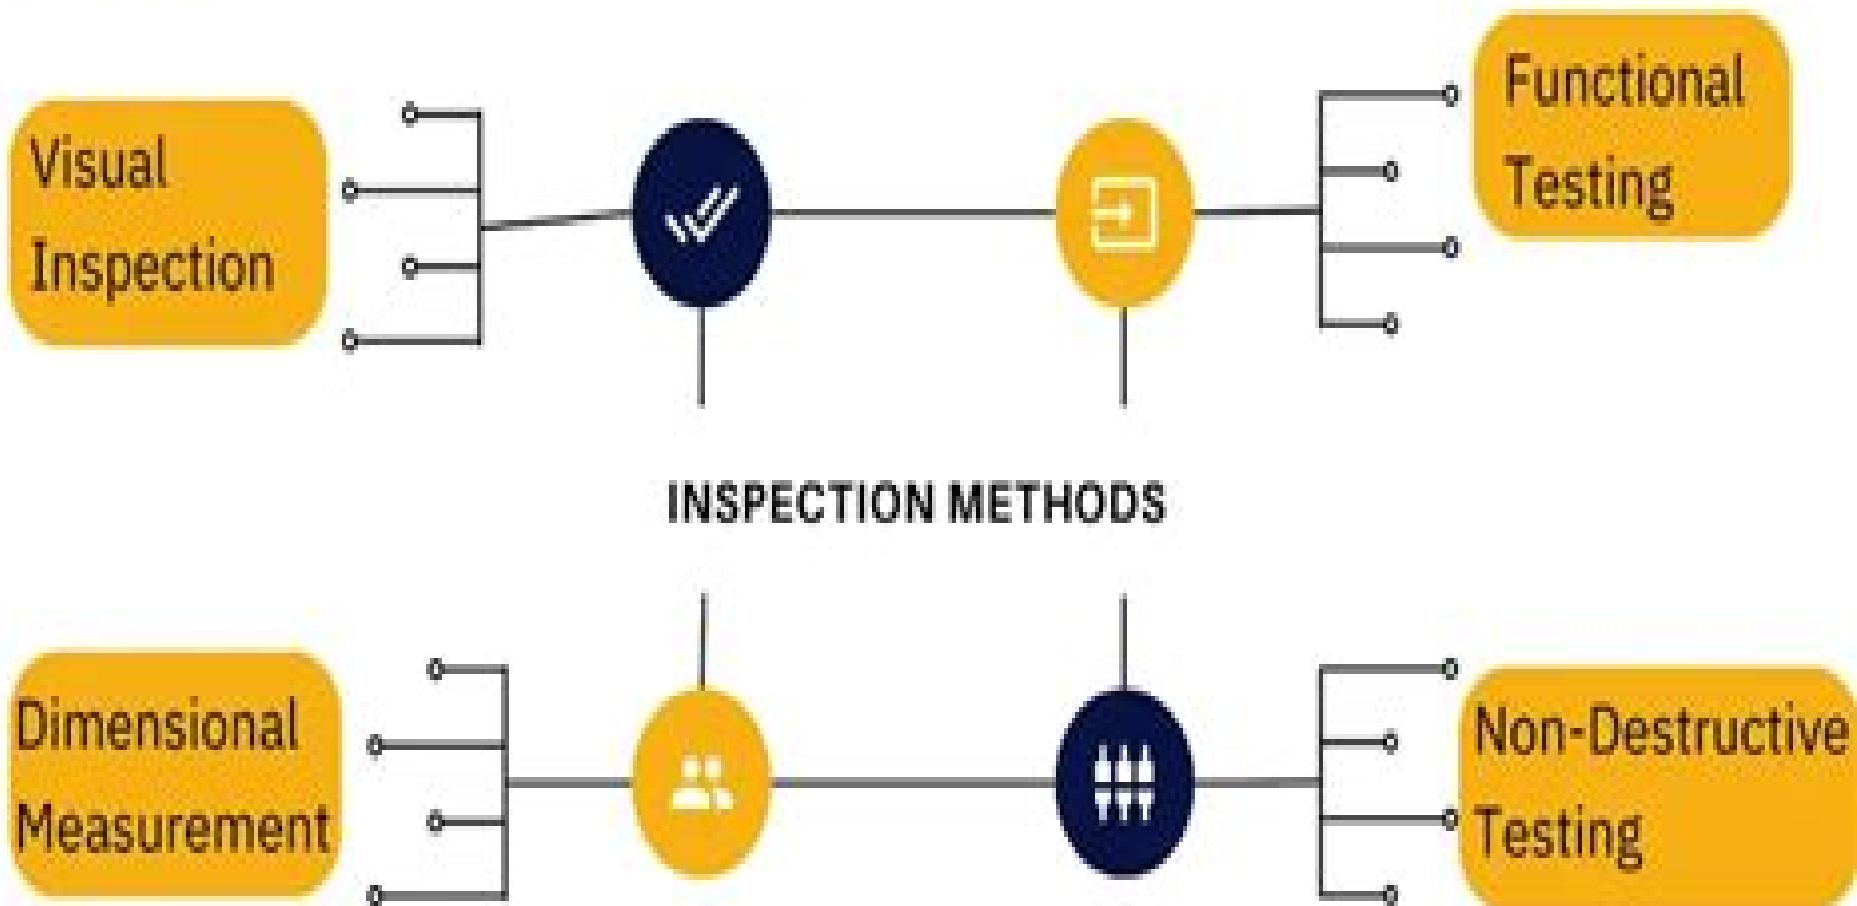 Visual
Inspection
Functional
Testing
INSPECTION METHODS
Dimensional
Measurement
Non-Destructive
Testing